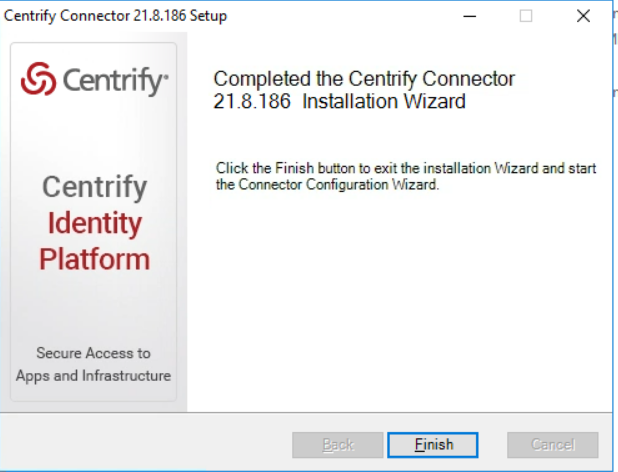 Centrify Connector 21.8.186 Setup
Centrify
Completed the Centrify Connector
21.8.186 Installation Wizard
Click the Finish button to exit the installation Wizard and start
the Connector Configuration Wizard.
Centrify
Identity
Platform
Secure Access to
Apps and Infrastructure
Back
Finish
Cancel